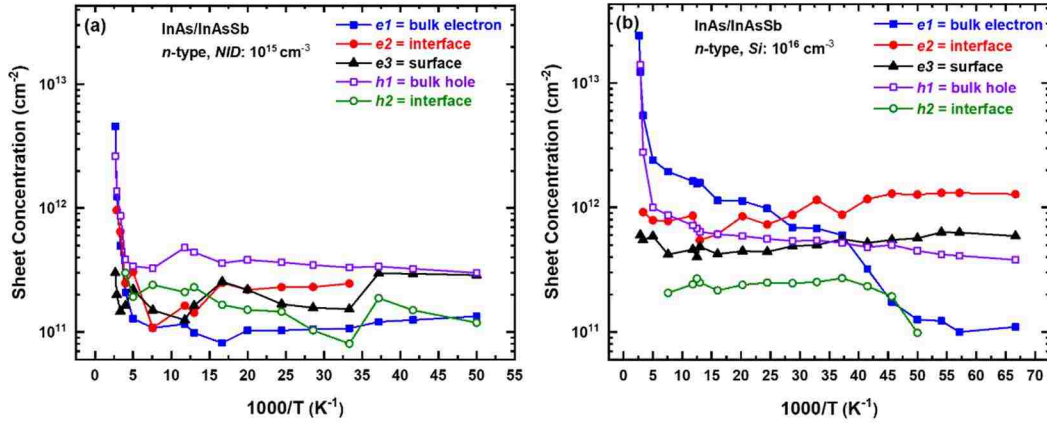 (a)
InAs/InAsSb
n-type, NID: 10¹⁵ cm⁻³
e1 = bulk electron
e2 = interface
e3 = surface
h1 = bulk hole
h2 = interface
Sheet Concentration (cm⁻²)
10¹³
10¹²
10¹¹
0 5 10 15 20 25 30 35 40 45 50 55
1000/T (K⁻¹)
(b)
InAs/InAsSb
n-type, Si: 10¹⁶ cm⁻³
e1 = bulk electron
e2 = interface
e3 = surface
h1 = bulk hole
h2 = interface
Sheet Concentration (cm⁻²)
10¹³
10¹²
10¹¹
0 5 10 15 20 25 30 35 40 45 50 55 60 65 70
1000/T (K⁻¹)